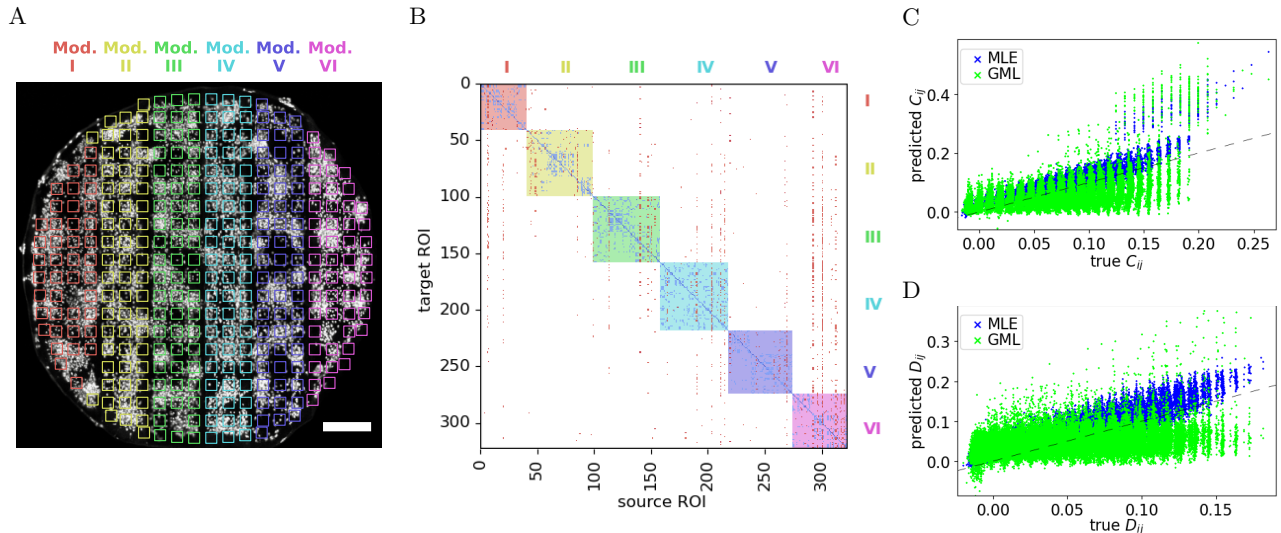 A
Mod. Mod. Mod. Mod. Mod. Mod.
I II III IV V VI
B
I II III IV V VI
0
50
100
150
200
250
300
target ROI
0 50 100 150 200 250 300
source ROI
I
II
III
IV
V
VI
C
MLE
GML
0.4
0.2
0.0
predicted C_ij
0.00 0.05 0.10 0.15 0.20 0.25
true C_ij
D
MLE
GML
0.3
0.2
0.1
0.0
predicted D_ij
0.00 0.05 0.10 0.15
true D_ij